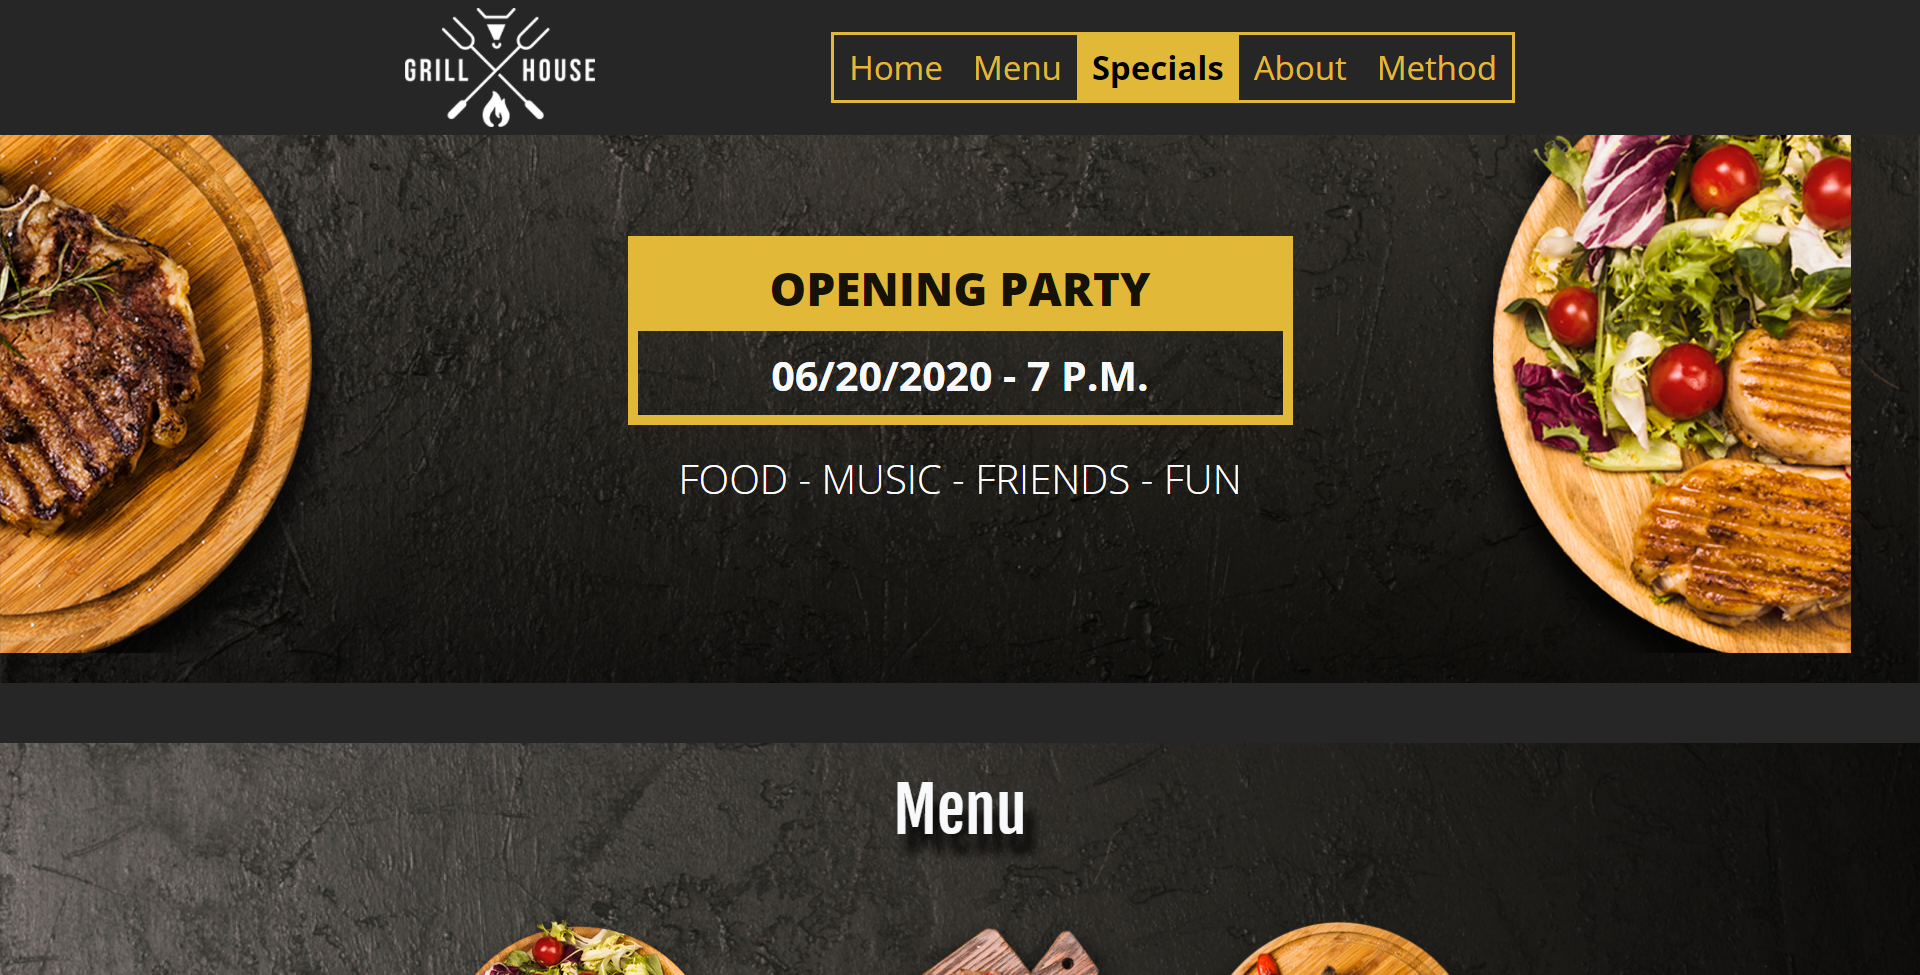 GRILL HOUSE
Home Menu Specials About Method
OPENING PARTY
06/20/2020 - 7 P.M.
FOOD - MUSIC - FRIENDS - FUN
Menu